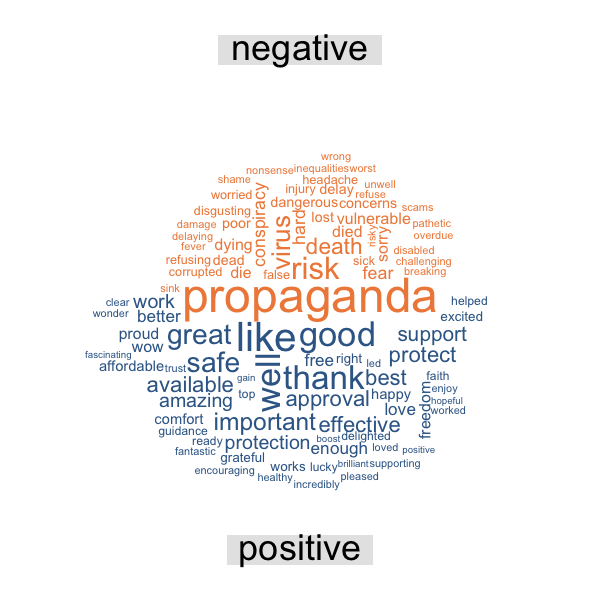 negative
wrong
nonsense inequalities worst
shame headache unwell
worried conspiracy injury delay refuse
disgusting dangerous concerns scams
damage poor virus hard lost vulnerable pathetic
delaying dying died risky sorry overdue
fever death disabled
refusing dead sick challenging
corrupted die false risk fear breaking
sink propaganda
clear work helped
wonder better excited
proud great like good support
wow
fascinating safe well free right led protect
affordable trust thank best faith
available gain enjoy
amazing top approval happy freedom hopeful
comfort love worked
guidance important effective
ready protection boost delighted
fantastic enough loved positive
grateful
encouraging works lucky brilliant supporting
healthy incredibly pleased
positive